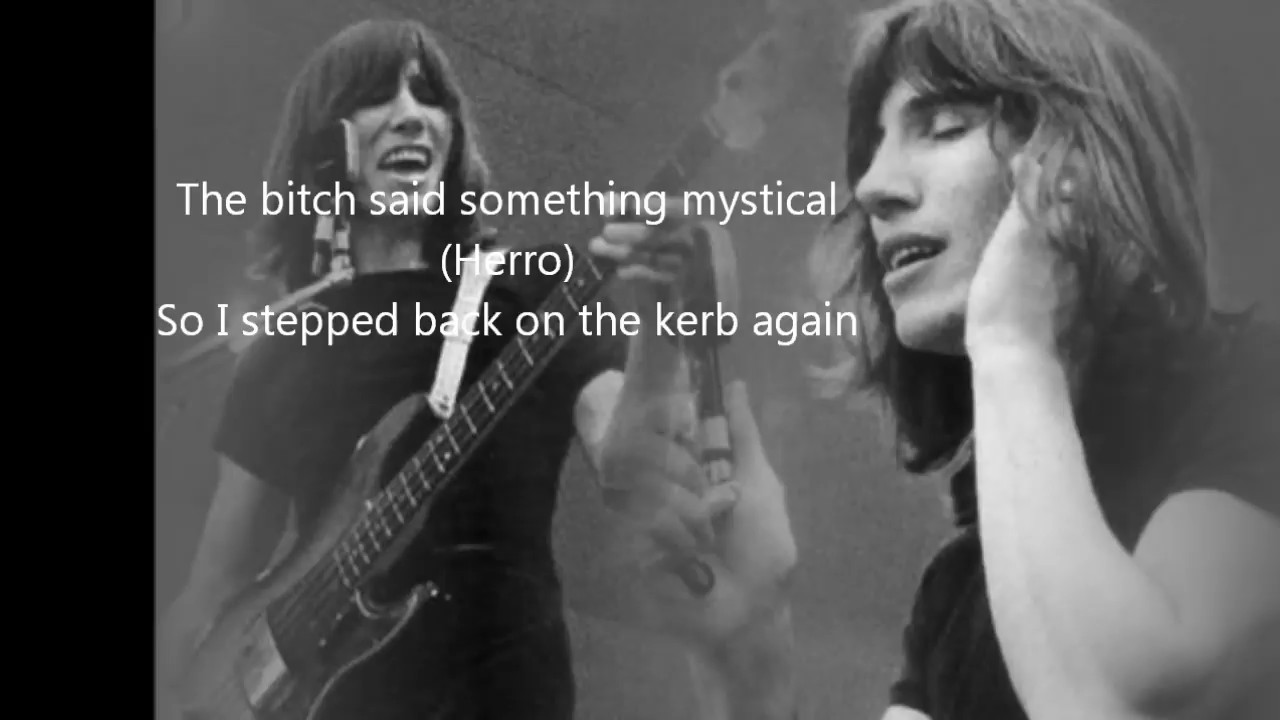 The bitch said something mystical
(Herro)
So I stepped back on the kerb again